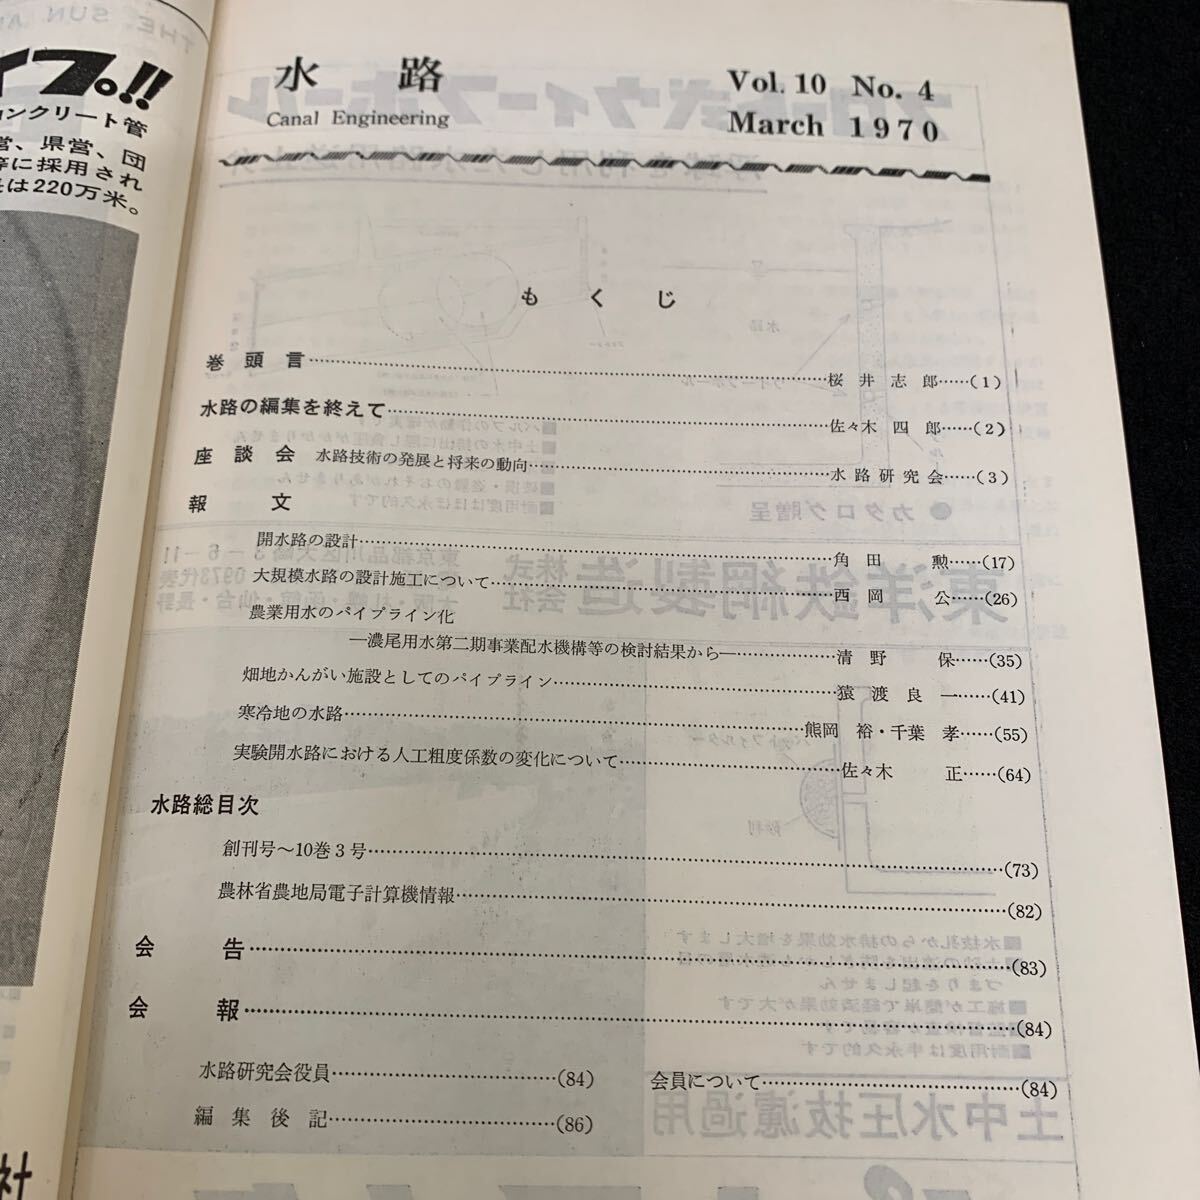 イプ!!
コンクリート管
営、県営、団
等に採用され
は220万米。
社
水路
Canal Engineering
Vol. 10 No. 4
March 1970
もくじ
巻頭言……桜井志郎……(1)
水路の編集を終えて……佐々木四郎……(2)
座談会 水路技術の発展と将来の動向……水路研究会……(3)
報文
開水路の設計……角田勲……(17)
大規模水路の設計施工について……西岡公……(26)
農業用水のパイプライン化
―濃尾用水第二期事業配水機構等の検討結果から―……清野保……(35)
畑地かんがい施設としてのパイプライン……猿渡良一……(41)
寒冷地の水路……熊岡裕・千葉孝……(55)
実験開水路における人工粗度係数の変化について……佐々木正……(64)
水路総目次
創刊号～10巻3号……(73)
農林省農地局電子計算機情報……(82)
会告……(83)
会報……(84)
水路研究会役員……(84) 会員について……(84)
編集後記……(86)